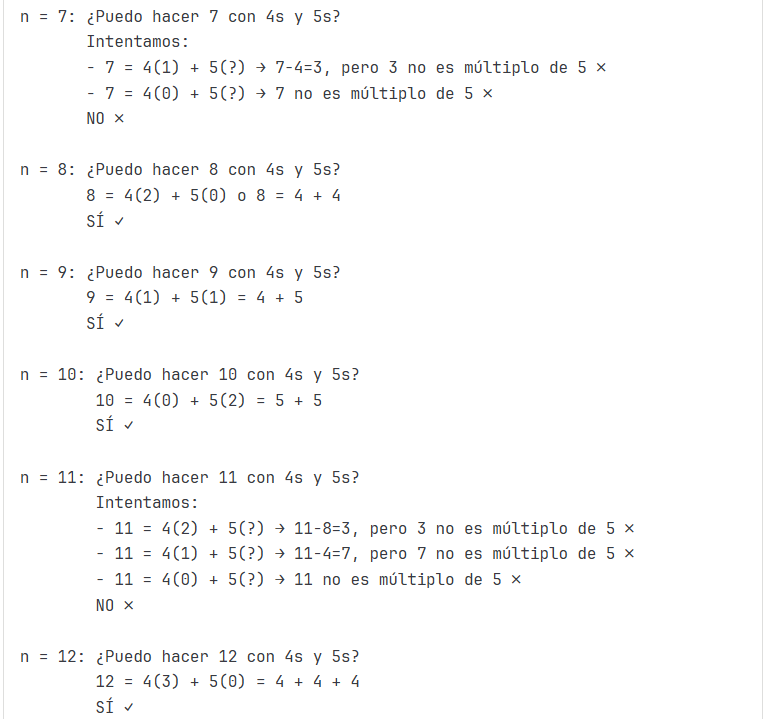 n = 7: ¿Puedo hacer 7 con 4s y 5s?
Intentamos:
- 7 = 4(1) + 5(?) → 7-4=3, pero 3 no es múltiplo de 5 ×
- 7 = 4(0) + 5(?) → 7 no es múltiplo de 5 ×
NO ×
n = 8: ¿Puedo hacer 8 con 4s y 5s?
8 = 4(2) + 5(0) o 8 = 4 + 4
SÍ ✓
n = 9: ¿Puedo hacer 9 con 4s y 5s?
9 = 4(1) + 5(1) = 4 + 5
SÍ ✓
n = 10: ¿Puedo hacer 10 con 4s y 5s?
10 = 4(0) + 5(2) = 5 + 5
SÍ ✓
n = 11: ¿Puedo hacer 11 con 4s y 5s?
Intentamos:
- 11 = 4(2) + 5(?) → 11-8=3, pero 3 no es múltiplo de 5 ×
- 11 = 4(1) + 5(?) → 11-4=7, pero 7 no es múltiplo de 5 ×
- 11 = 4(0) + 5(?) → 11 no es múltiplo de 5 ×
NO ×
n = 12: ¿Puedo hacer 12 con 4s y 5s?
12 = 4(3) + 5(0) = 4 + 4 + 4
SÍ ✓